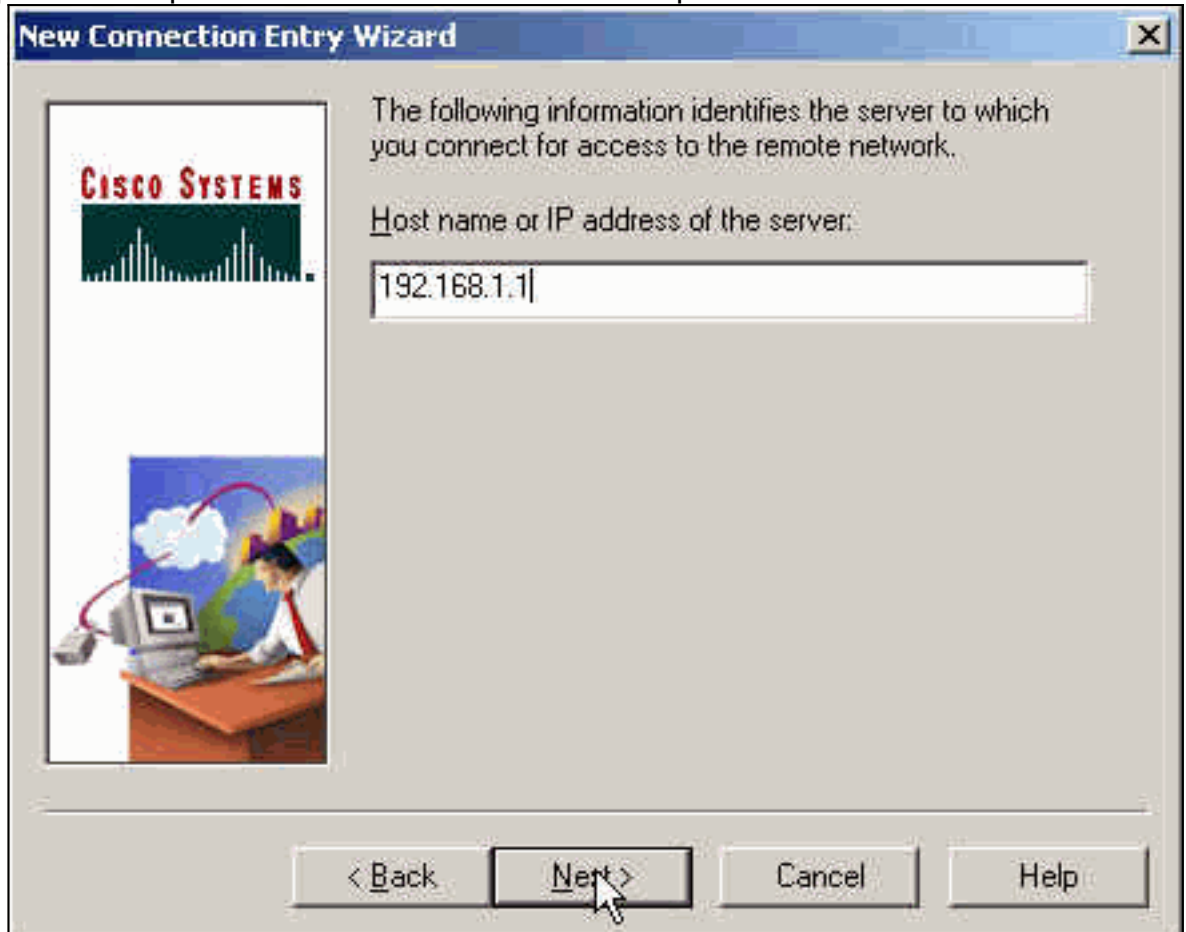 New Connection Entry Wizard
The following information identifies the server to which
you connect for access to the remote network.
CISCO SYSTEMS
Host name or IP address of the server:
192.168.1.1
< Back
Next >
Cancel
Help